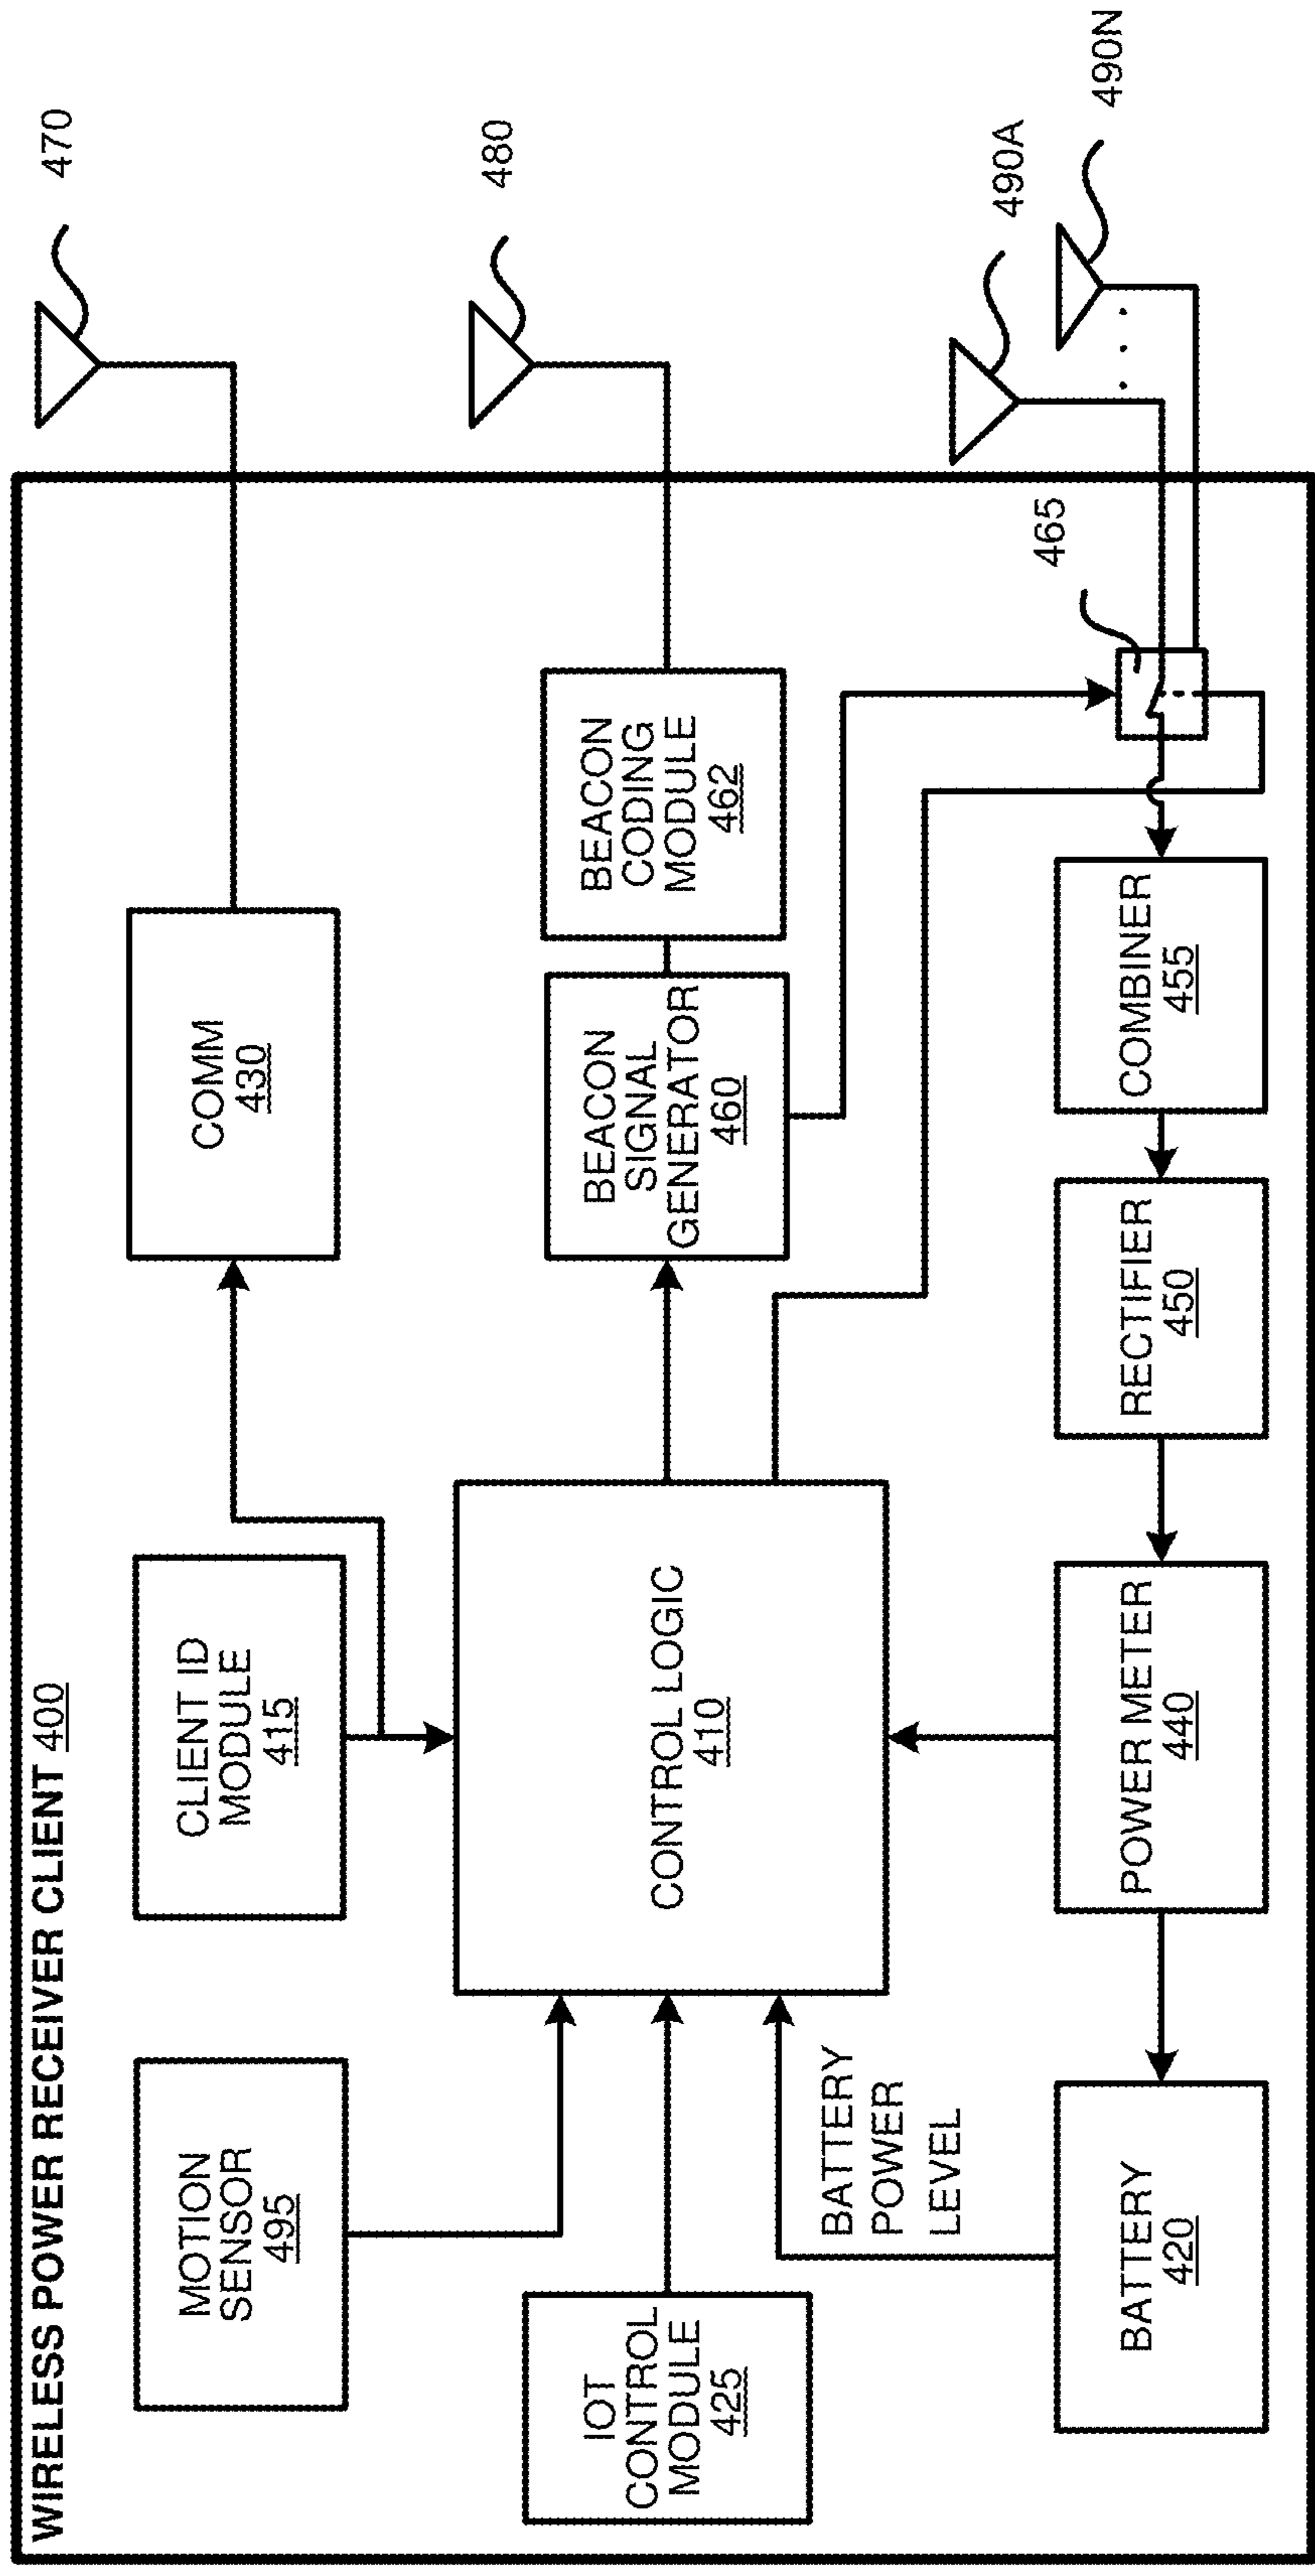 WIRELESS POWER RECEIVER CLIENT 400
MOTION
SENSOR
495
CLIENT ID
MODULE
415
COMM
430
470
IOT
CONTROL
MODULE
425
CONTROL LOGIC
410
BEACON
SIGNAL
GENERATOR
460
BEACON
CODING
MODULE
462
480
BATTERY
POWER
LEVEL
465
490A
490N
BATTERY
420
POWER METER
440
RECTIFIER
450
COMBINER
455